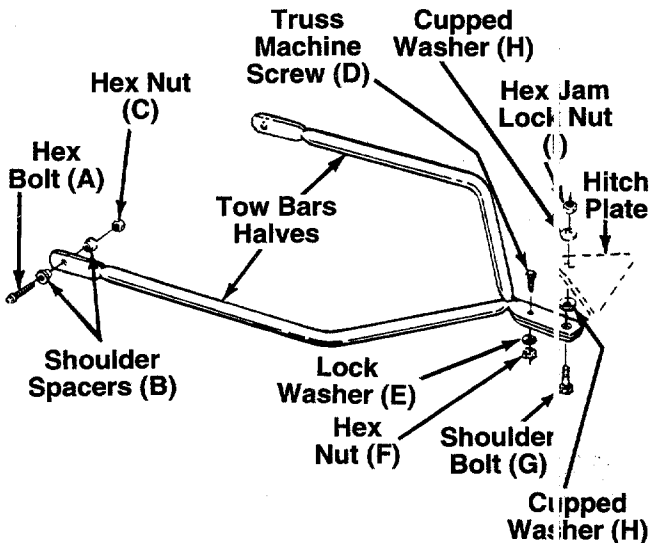 Truss
Machine
Screw (D)
Cupped
Washer (H)
Hex Nut
(C)
Hex Jam
Lock Nut
Hex
Bolt (A)
Hitch
Plate
Tow Bars
Halves
Shoulder
Spacers (B)
Lock
Washer (E)
Hex
Nut (F)
Shoulder
Bolt (G)
Cupped
Washer (H)